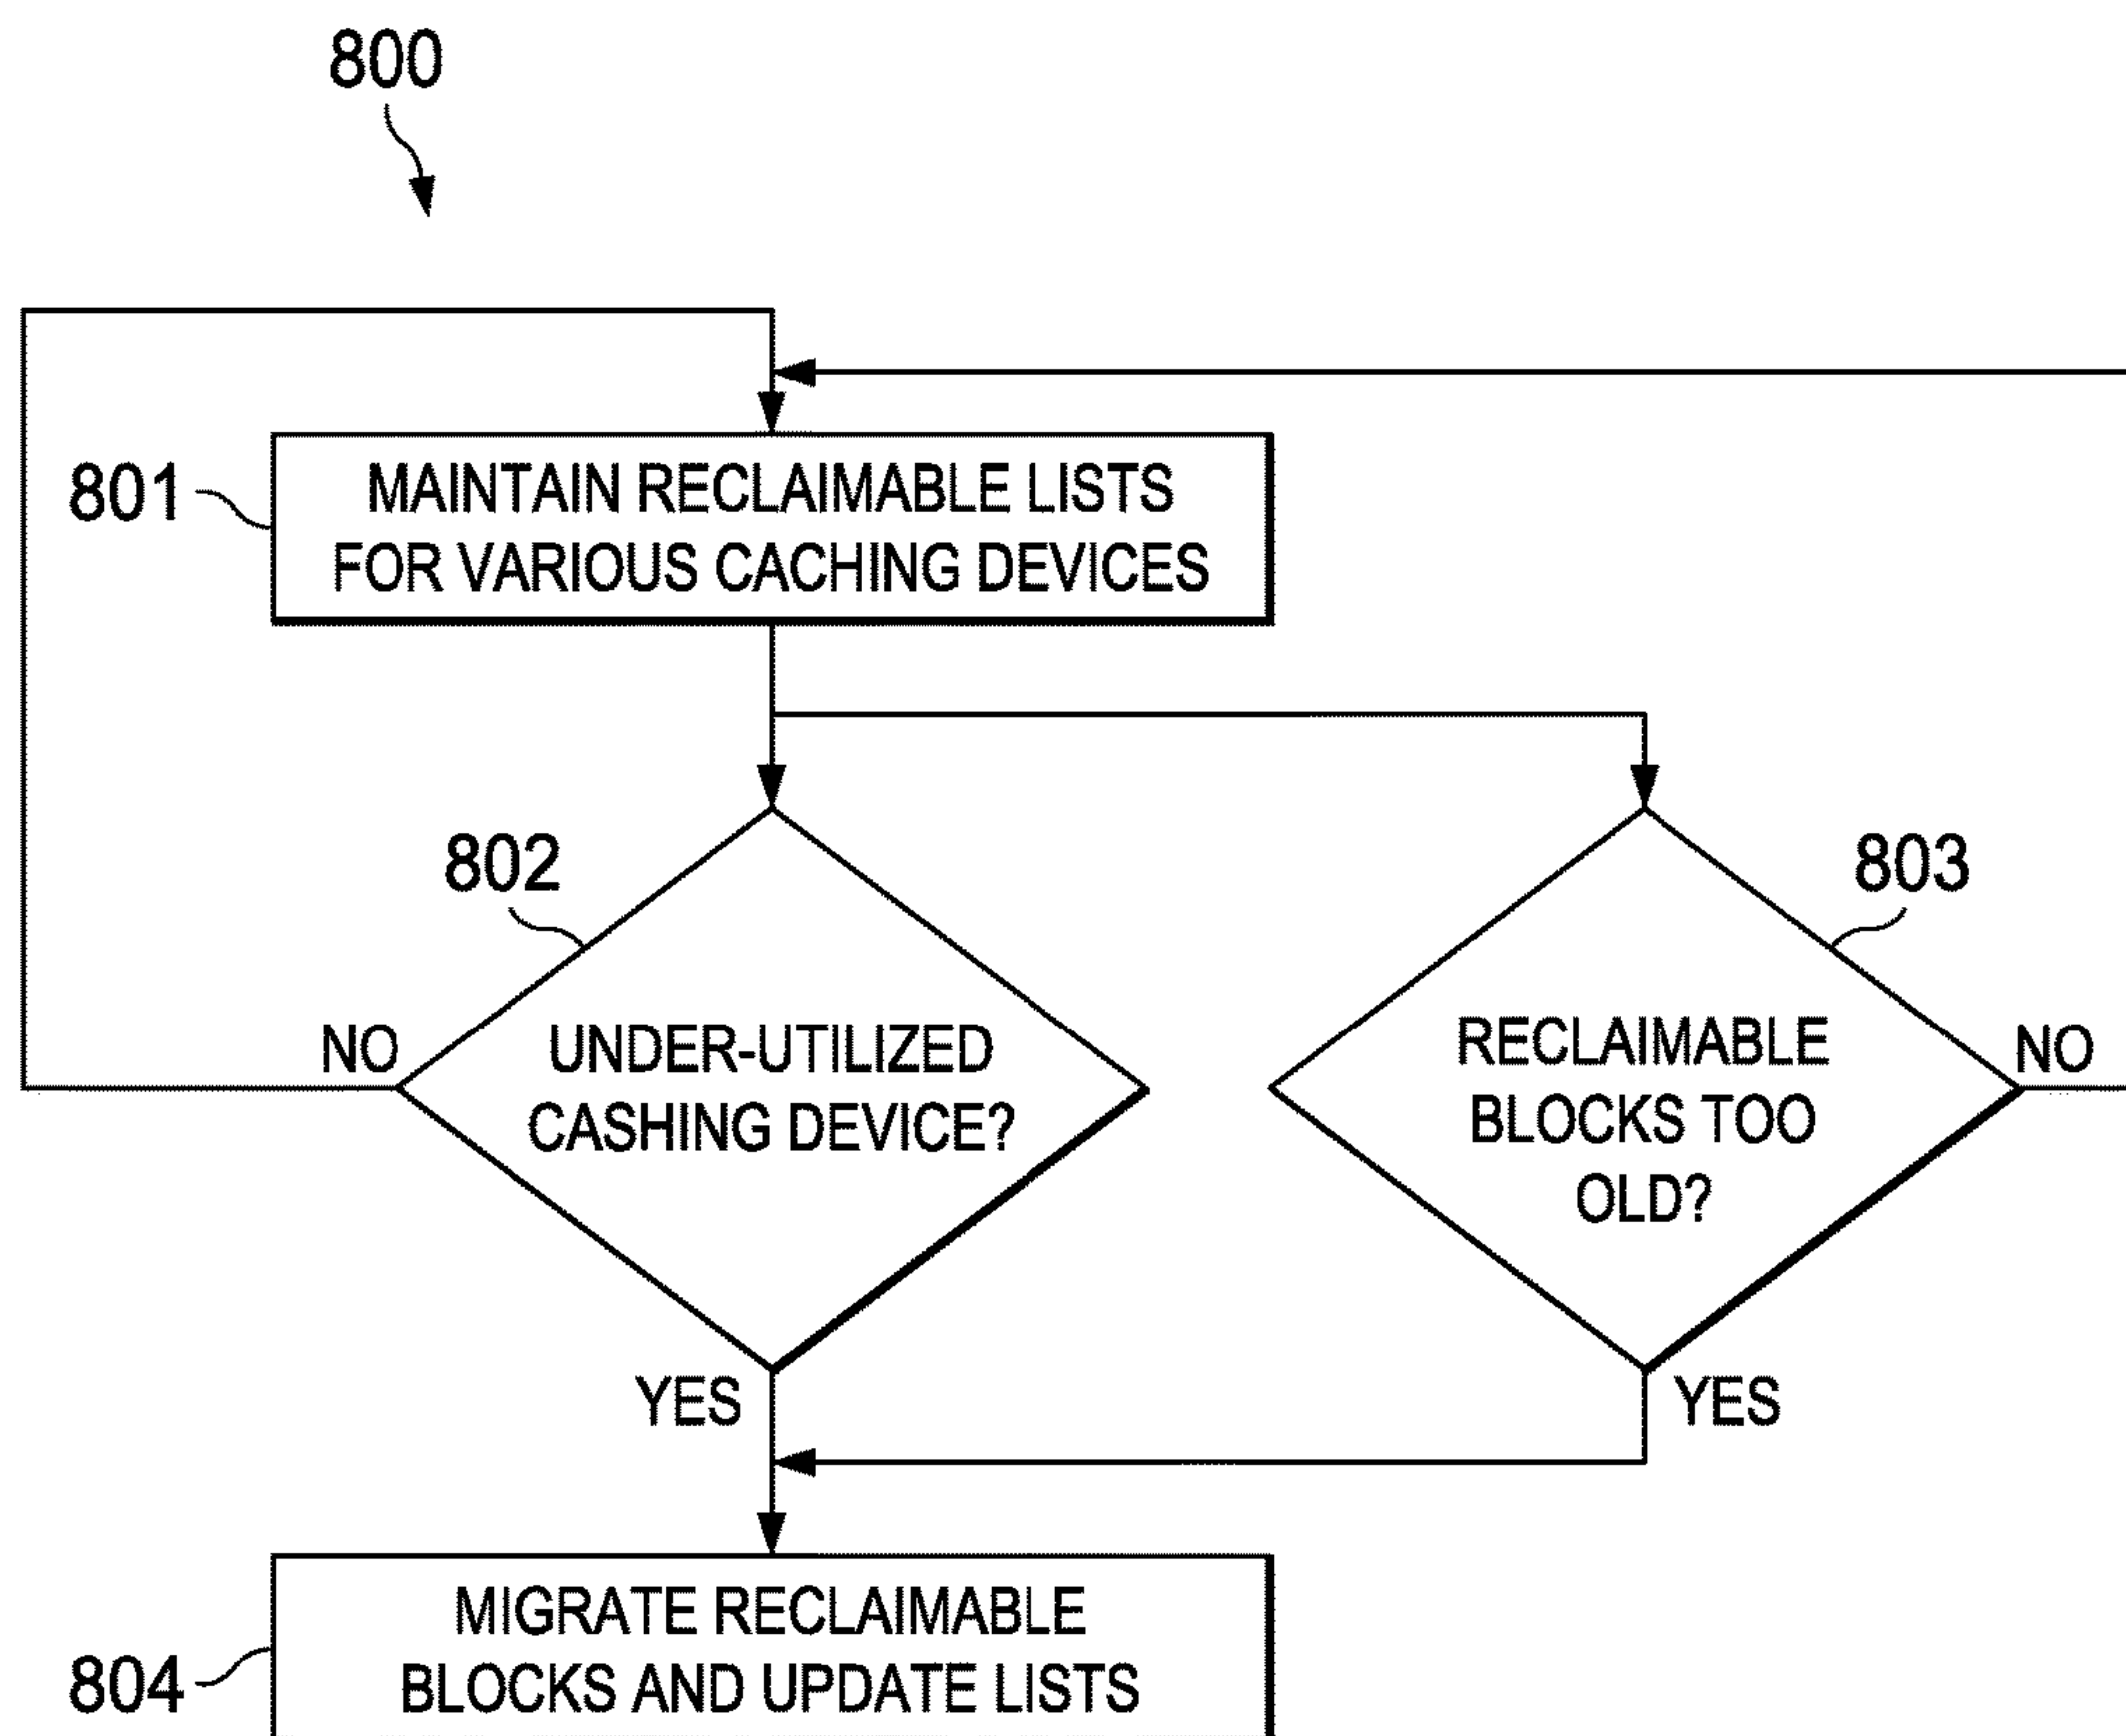 800
801
MAINTAIN RECLAIMABLE LISTS
FOR VARIOUS CACHING DEVICES
802
803
NO
UNDER-UTILIZED
CASHING DEVICE?
RECLAIMABLE
BLOCKS TOO
OLD?
NO
YES
YES
804
MIGRATE RECLAIMABLE
BLOCKS AND UPDATE LISTS